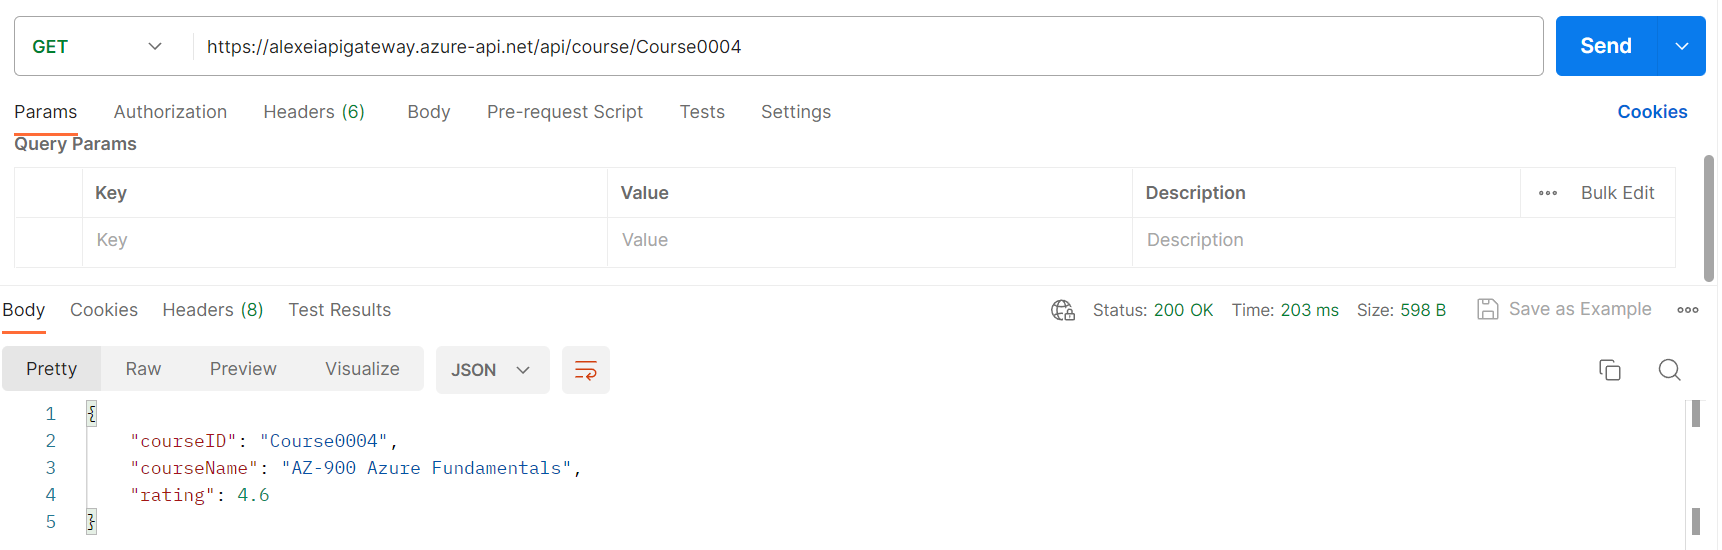 GET https://alexeiapigateway.azure-api.net/api/course/Course0004 Send
Params Authorization Headers (6) Body Pre-request Script Tests Settings Cookies
Query Params
Key Value Description Bulk Edit
Key Value Description
Body Cookies Headers (8) Test Results Status: 200 OK Time: 203 ms Size: 598 B Save as Example
Pretty Raw Preview Visualize JSON
1 {
2 "courseID": "Course0004",
3 "courseName": "AZ-900 Azure Fundamentals",
4 "rating": 4.6
5 }